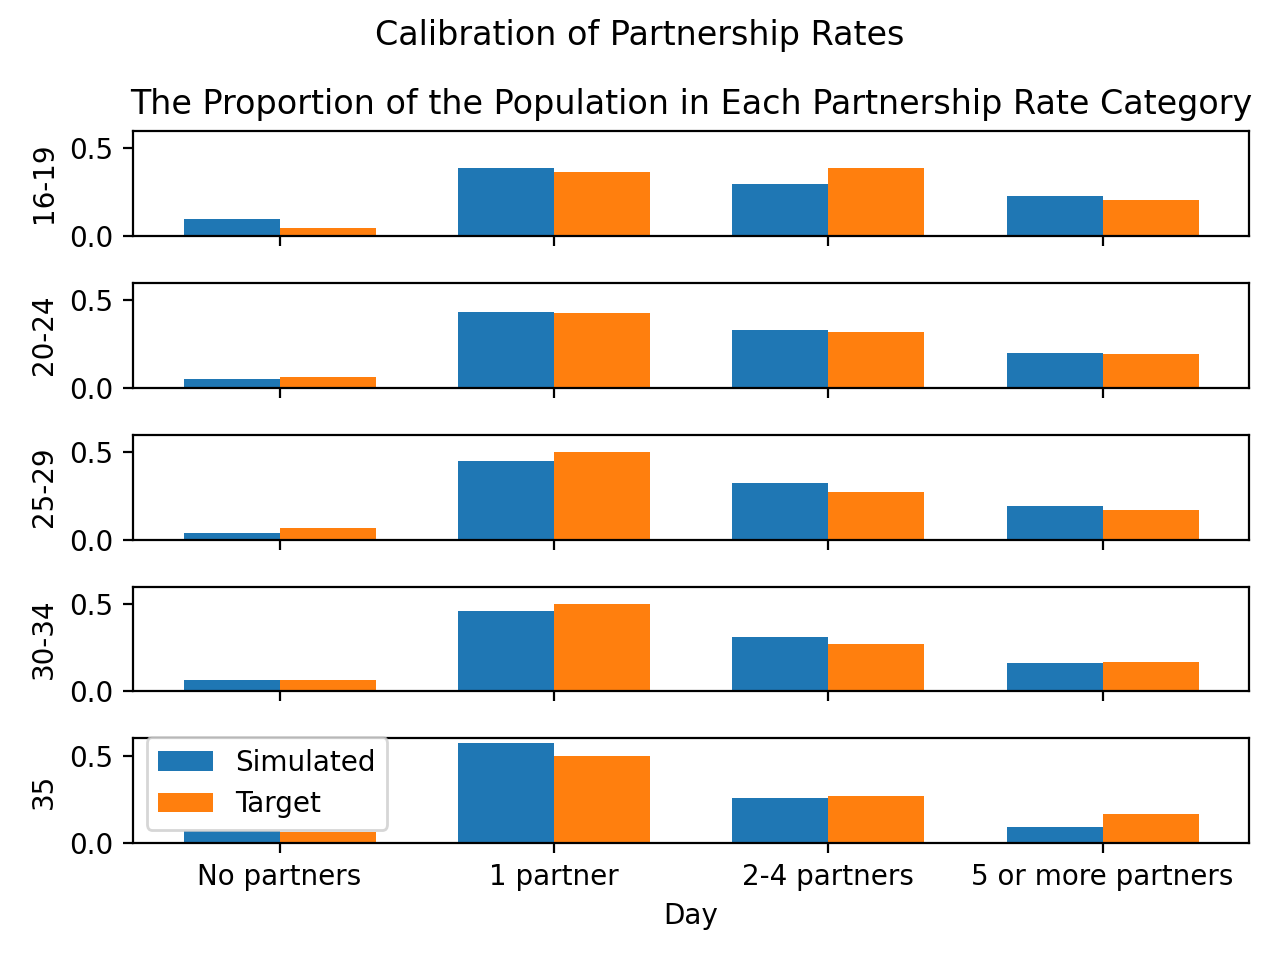 Calibration of Partnership Rates
The Proportion of the Population in Each Partnership Rate Category
0.5
16-19
0.0
0.5
20-24
0.0
0.5
25-29
0.0
0.5
30-34
0.0
0.5
35
0.0
Simulated
Target
No partners 1 partner 2-4 partners 5 or more partners
Day